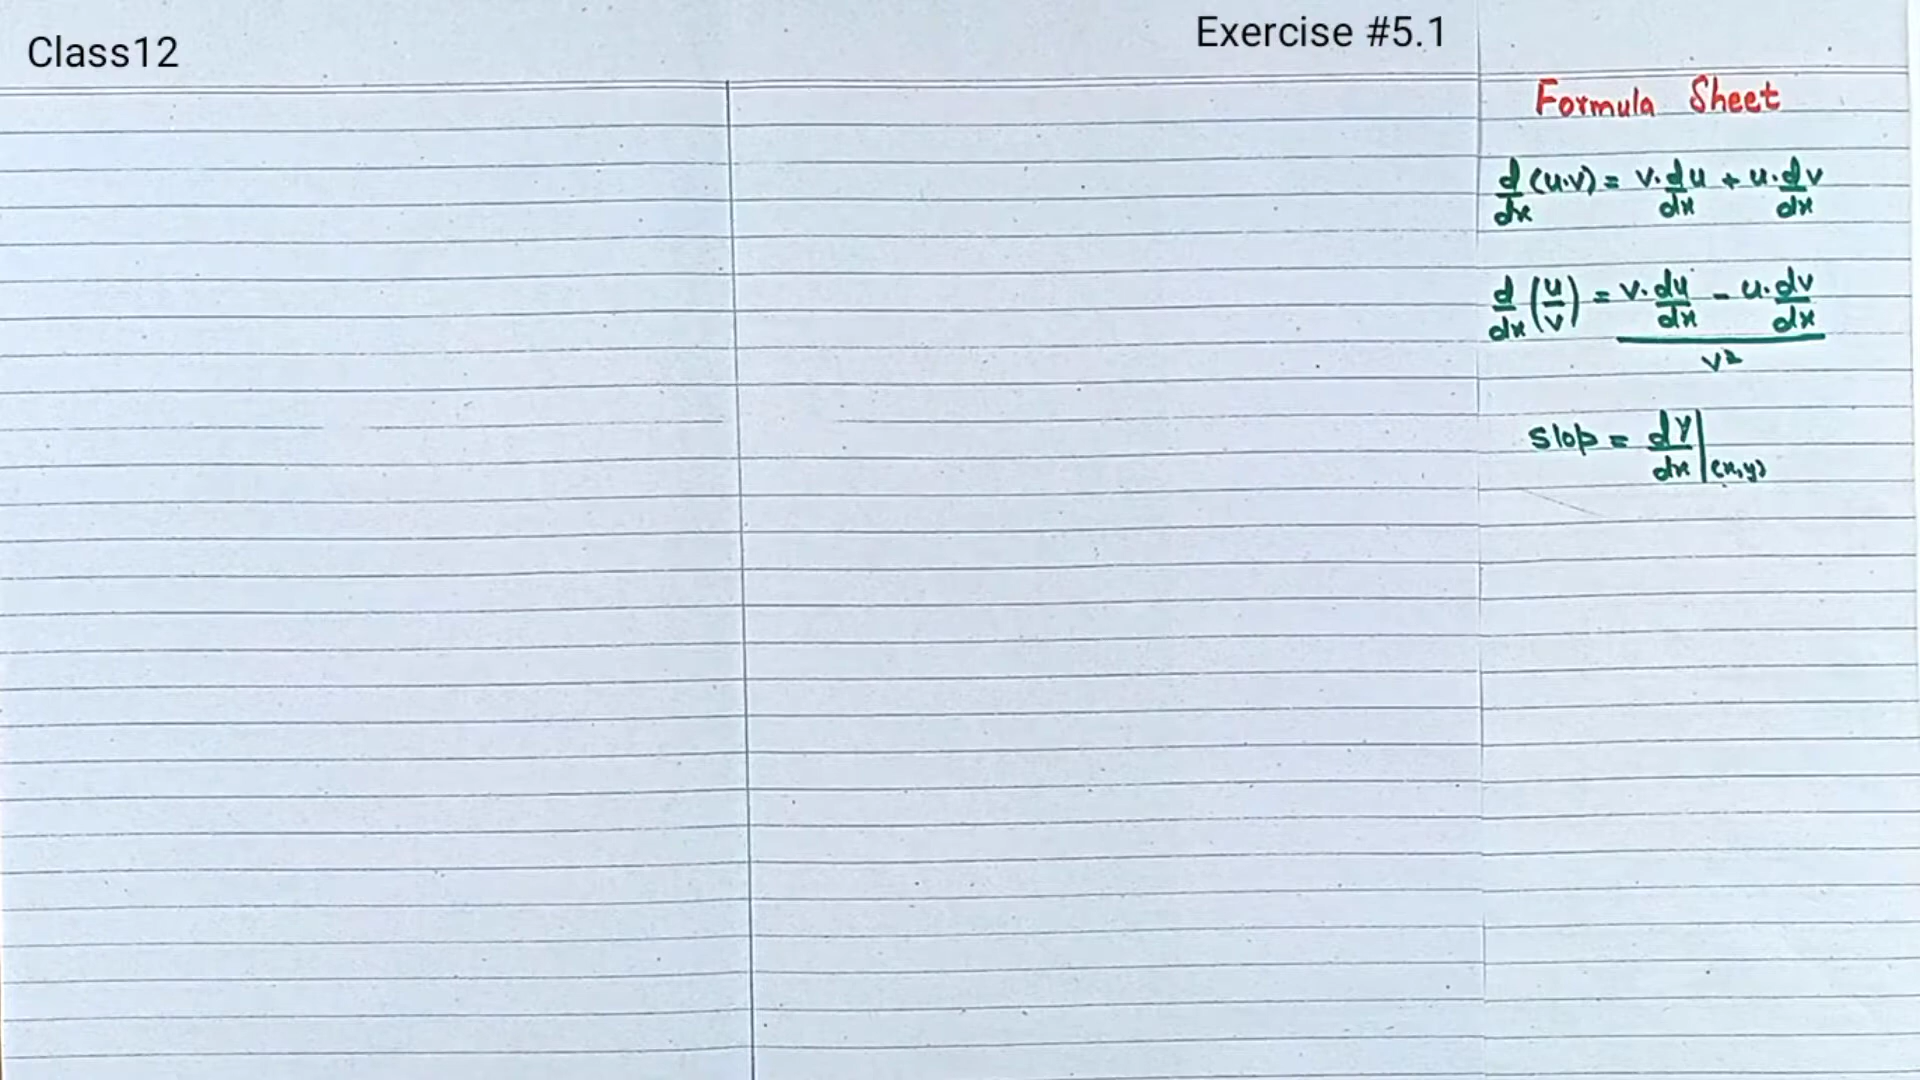 Class12
Exercise #5.1
Formula Sheet
d/dx (u.v) = v. du/dx + u. dv/dx
d/dx (u/v) = v. du/dx - u. dv/dx / v²
Slop = dy/dx |(x,y)